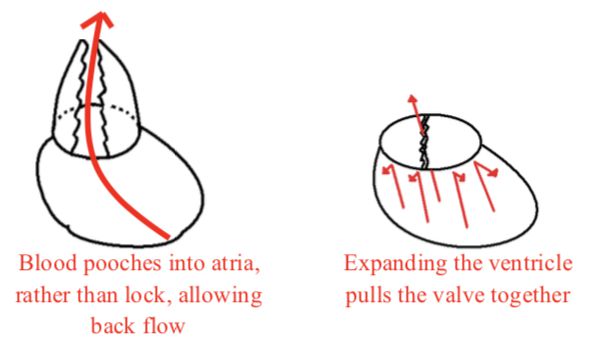 Blood pooches into atria,
rather than lock, allowing
back flow
Expanding the ventricle
pulls the valve together